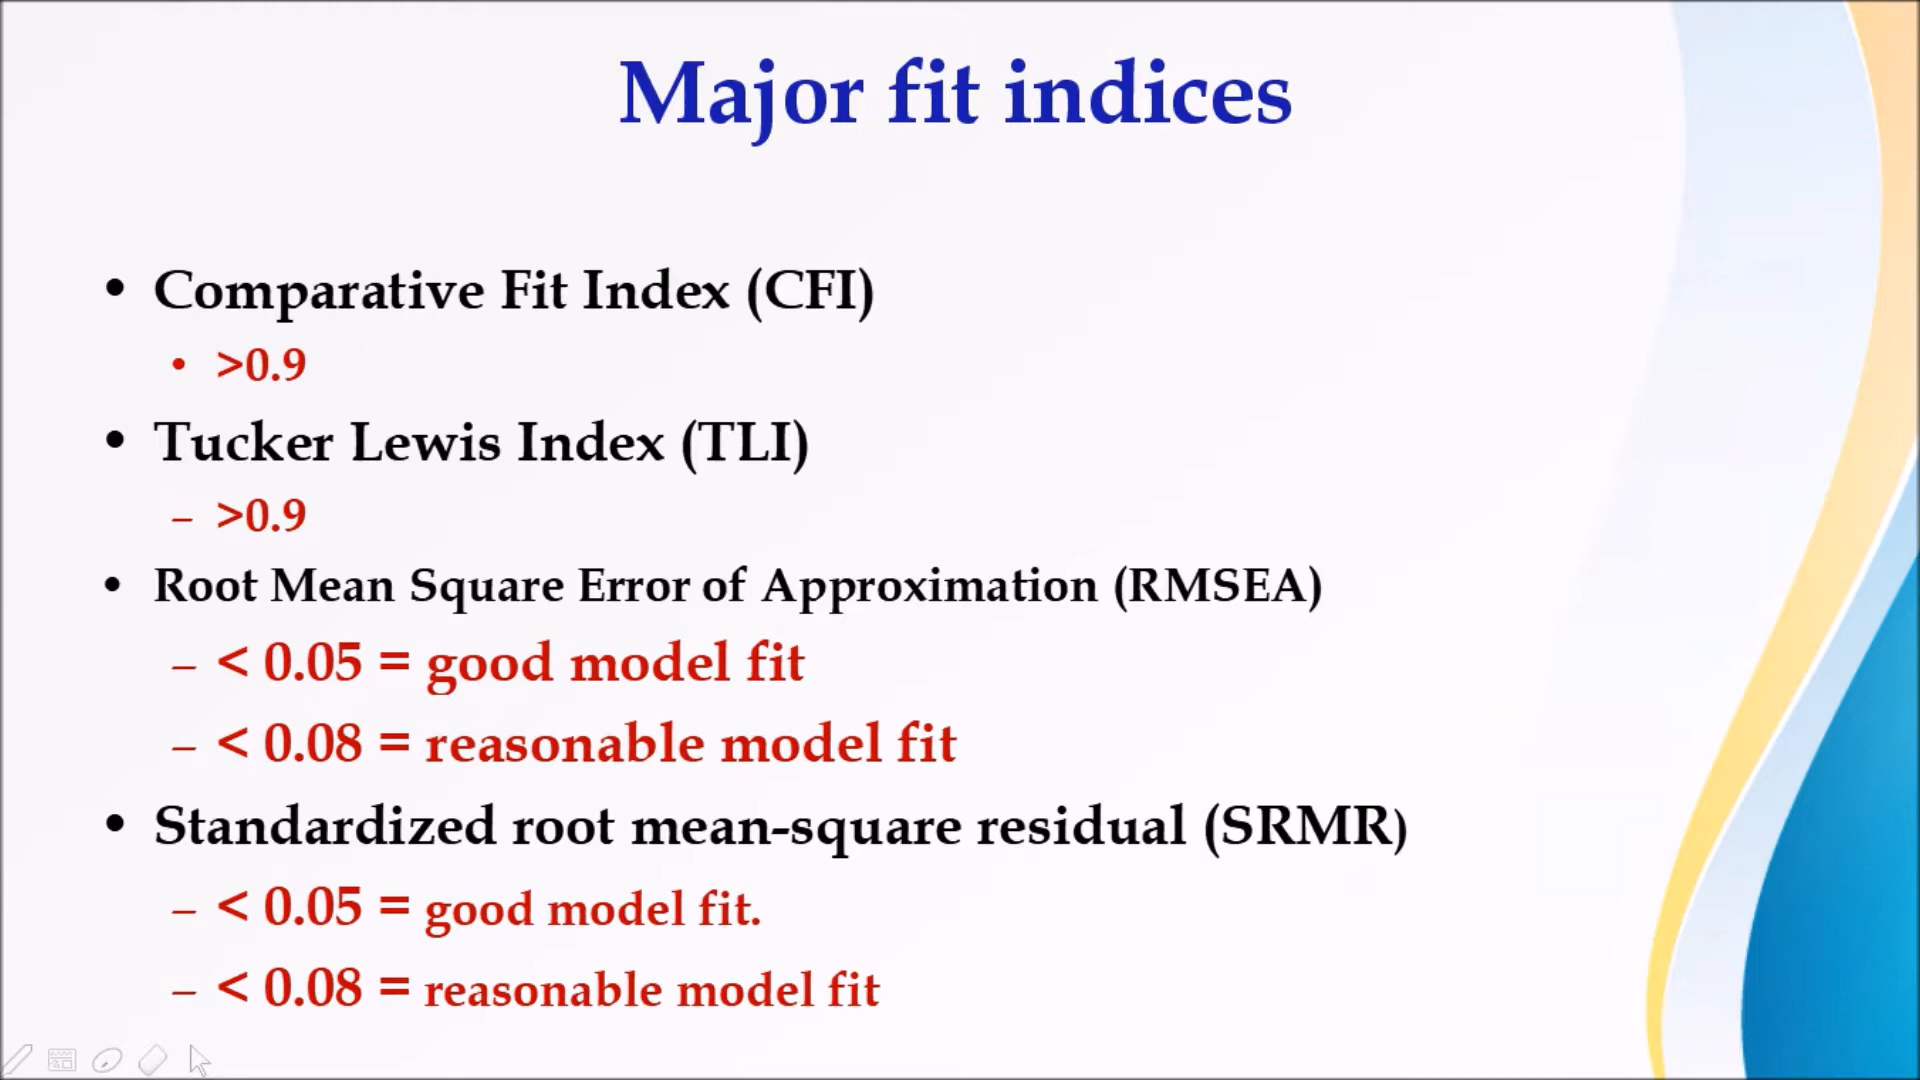 Major fit indices
• Comparative Fit Index (CFI)
• >0.9
• Tucker Lewis Index (TLI)
– >0.9
• Root Mean Square Error of Approximation (RMSEA)
– < 0.05 = good model fit
– < 0.08 = reasonable model fit
• Standardized root mean-square residual (SRMR)
– < 0.05 = good model fit.
– < 0.08 = reasonable model fit